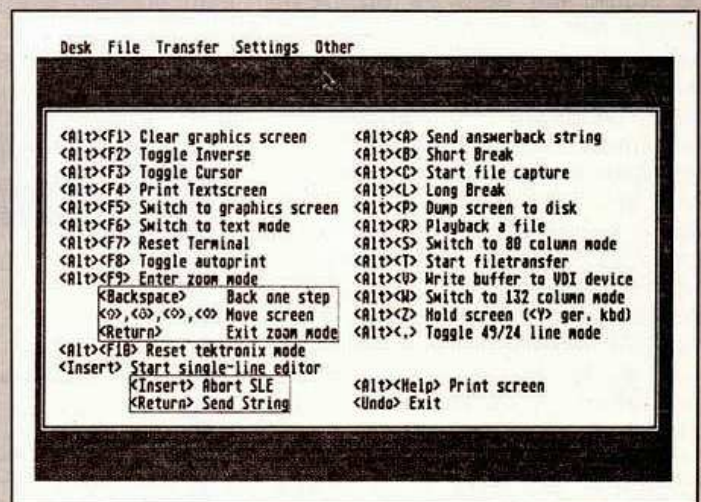 Desk File Transfer Settings Other
<Alt><F1> Clear graphics screen
<Alt><F2> Toggle Inverse
<Alt><F3> Toggle Cursor
<Alt><F4> Print Textscreen
<Alt><F5> Switch to graphics screen
<Alt><F6> Switch to text mode
<Alt><F7> Reset Terminal
<Alt><F8> Toggle autoprint
<Alt><F9> Enter zoom mode
<Backspace> Back one step
<⇧>,<⇩>,<⇨>,<⇦> Move screen
<Return> Exit zoom mode
<Alt><F10> Reset tektronix mode
<Insert> Start single-line editor
<Insert> Abort SLE
<Return> Send String
<Alt><A> Send answerback string
<Alt><B> Short Break
<Alt><C> Start file capture
<Alt><L> Long Break
<Alt><P> Dump screen to disk
<Alt><R> Playback a file
<Alt><S> Switch to 80 column mode
<Alt><T> Start filetransfer
<Alt><V> Write buffer to VDI device
<Alt><W> Switch to 132 column mode
<Alt><Z> Hold screen (<Y> ger. kbd)
<Alt><.> Toggle 49/24 line mode
<Alt><Help> Print screen
<Undo> Exit